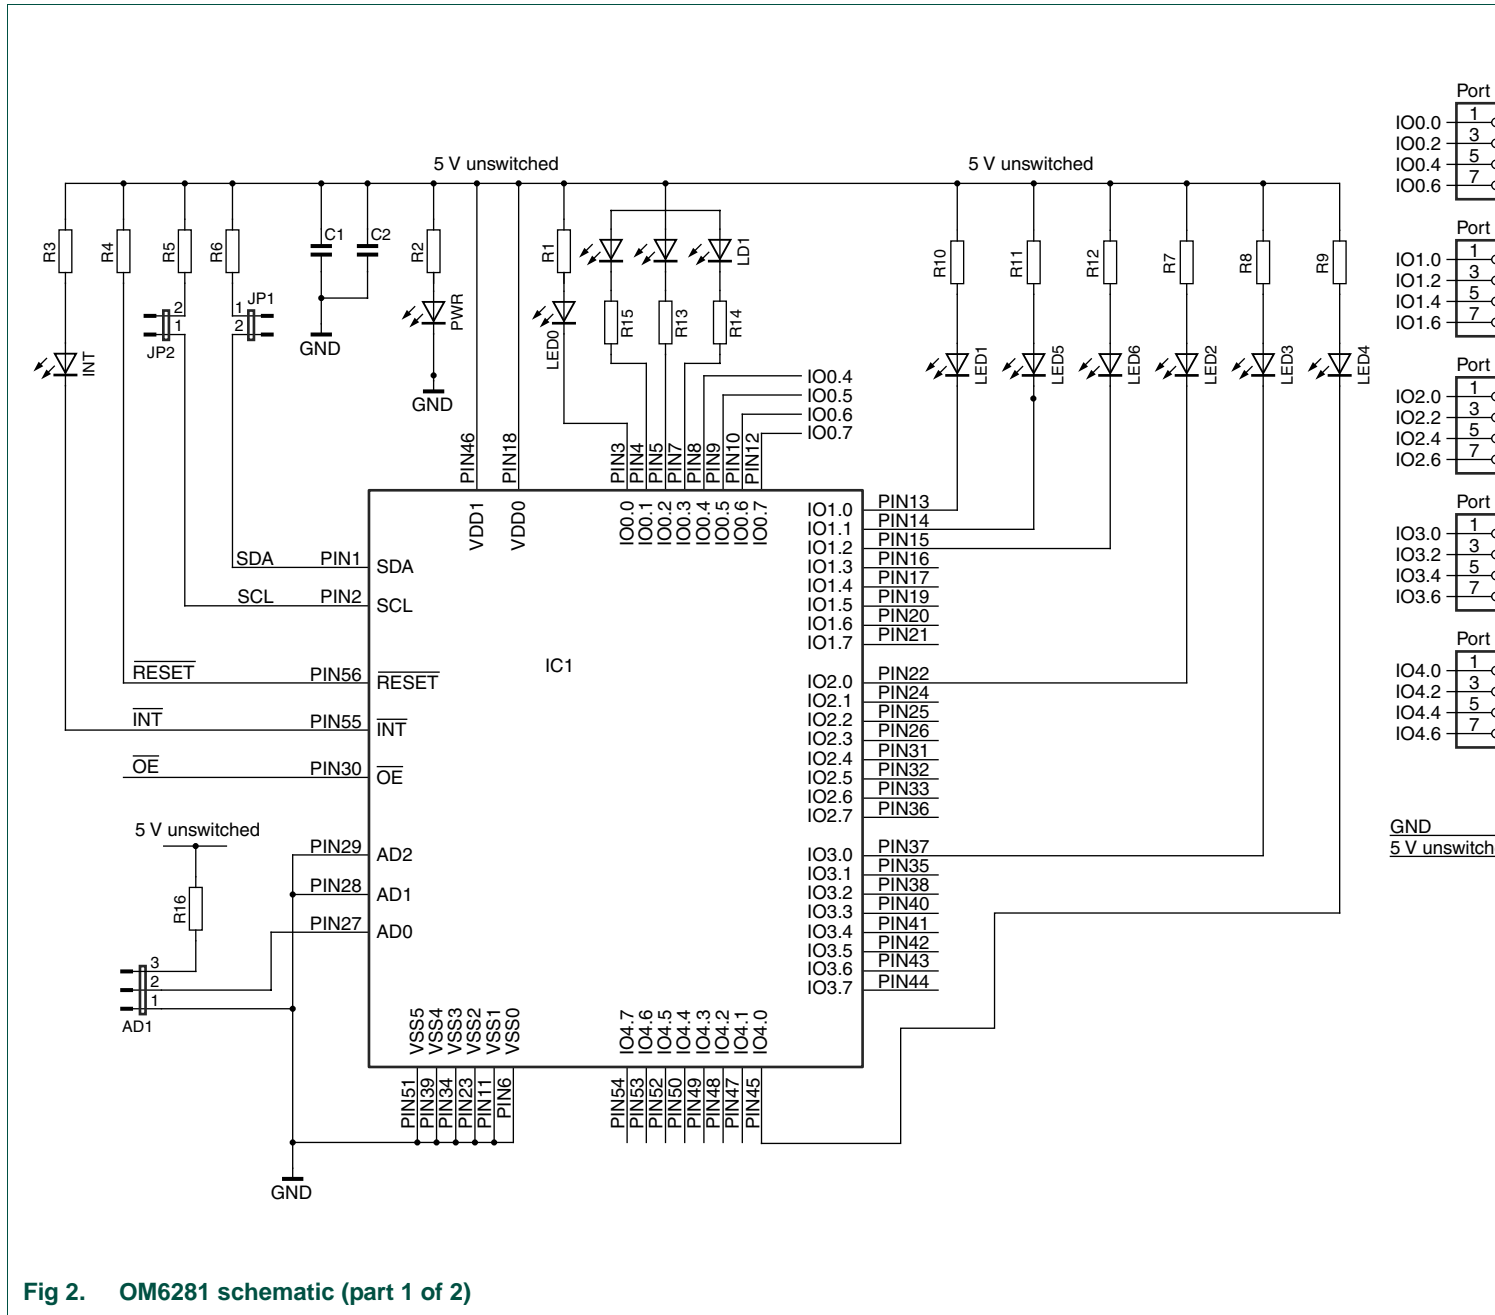 5 V unswitched
5 V unswitched
R3
R4
R5
R6
C1
C2
R2
R1
LD1
R15
R13
R14
R10
R11
R12
R7
R8
R9
2
1
JP2
1
2
JP1
GND
INT
PWR
GND
LED0
LED1
LED5
LED6
LED2
LED3
LED4
IO0.4
IO0.5
IO0.6
IO0.7
PIN46
PIN18
PIN3
PIN4
PIN5
PIN7
PIN8
PIN9
PIN10
PIN12
VDD1
VDD0
IO0.0
IO0.1
IO0.2
IO0.3
IO0.4
IO0.5
IO0.6
IO0.7
SDA PIN1 SDA
SCL PIN2 SCL
RESET PIN56 RESET
INT PIN55 INT
OE PIN30 OE
IC1
5 V unswitched
R16
PIN29 AD2
PIN28 AD1
PIN27 AD0
3
2
1
AD1
IO1.0 PIN13
IO1.1 PIN14
IO1.2 PIN15
IO1.3 PIN16
IO1.4 PIN17
IO1.5 PIN19
IO1.6 PIN20
IO1.7 PIN21
IO2.0 PIN22
IO2.1 PIN24
IO2.2 PIN25
IO2.3 PIN26
IO2.4 PIN31
IO2.5 PIN32
IO2.6 PIN33
IO2.7 PIN36
IO3.0 PIN37
IO3.1 PIN35
IO3.2 PIN38
IO3.3 PIN40
IO3.4 PIN41
IO3.5 PIN42
IO3.6 PIN43
IO3.7 PIN44
VSS5
VSS4
VSS3
VSS2
VSS1
VSS0
IO4.7
IO4.6
IO4.5
IO4.4
IO4.3
IO4.2
IO4.1
IO4.0
PIN51
PIN39
PIN34
PIN23
PIN11
PIN6
PIN54
PIN53
PIN52
PIN50
PIN49
PIN48
PIN47
PIN45
GND
Port
IO0.0 1
IO0.2 3
IO0.4 5
IO0.6 7
Port
IO1.0 1
IO1.2 3
IO1.4 5
IO1.6 7
Port
IO2.0 1
IO2.2 3
IO2.4 5
IO2.6 7
Port
IO3.0 1
IO3.2 3
IO3.4 5
IO3.6 7
Port
IO4.0 1
IO4.2 3
IO4.4 5
IO4.6 7
GND
5 V unswitch
Fig 2. OM6281 schematic (part 1 of 2)